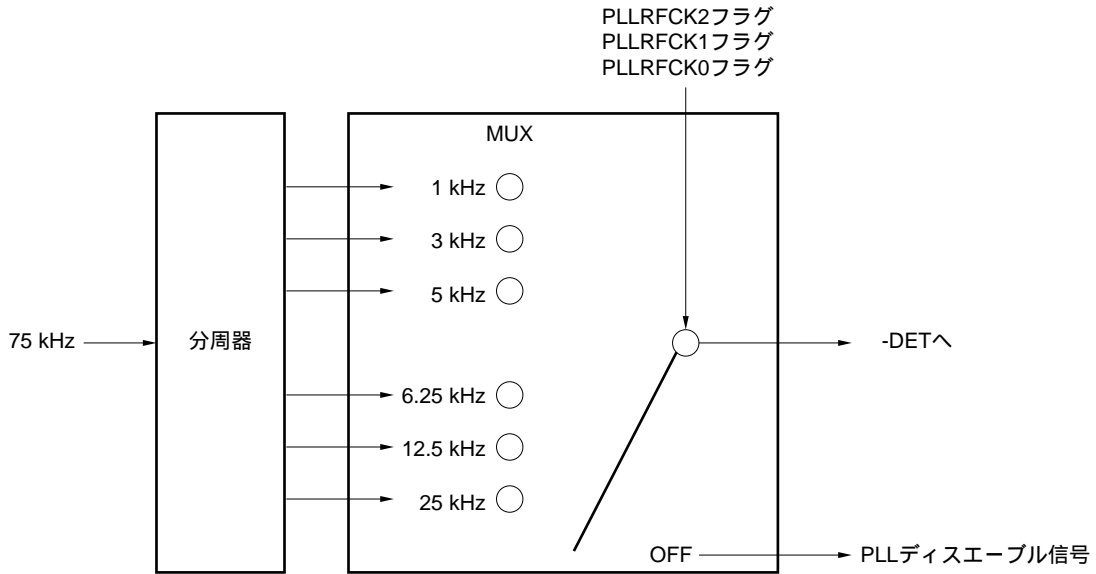 PLLRFCK2フラグ
PLLRFCK1フラグ
PLLRFCK0フラグ
MUX
1 kHz
3 kHz
5 kHz
75 kHz
分周器
-DETへ
6.25 kHz
12.5 kHz
25 kHz
OFF
PLLディスエーブル信号